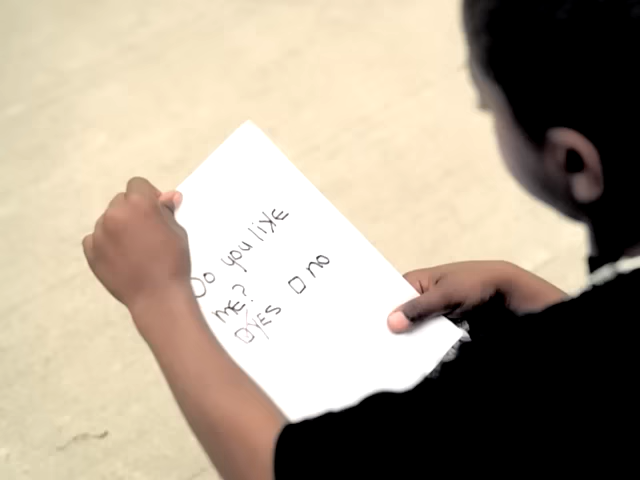 Do you likE
mE?
☐ yEs ☐ no